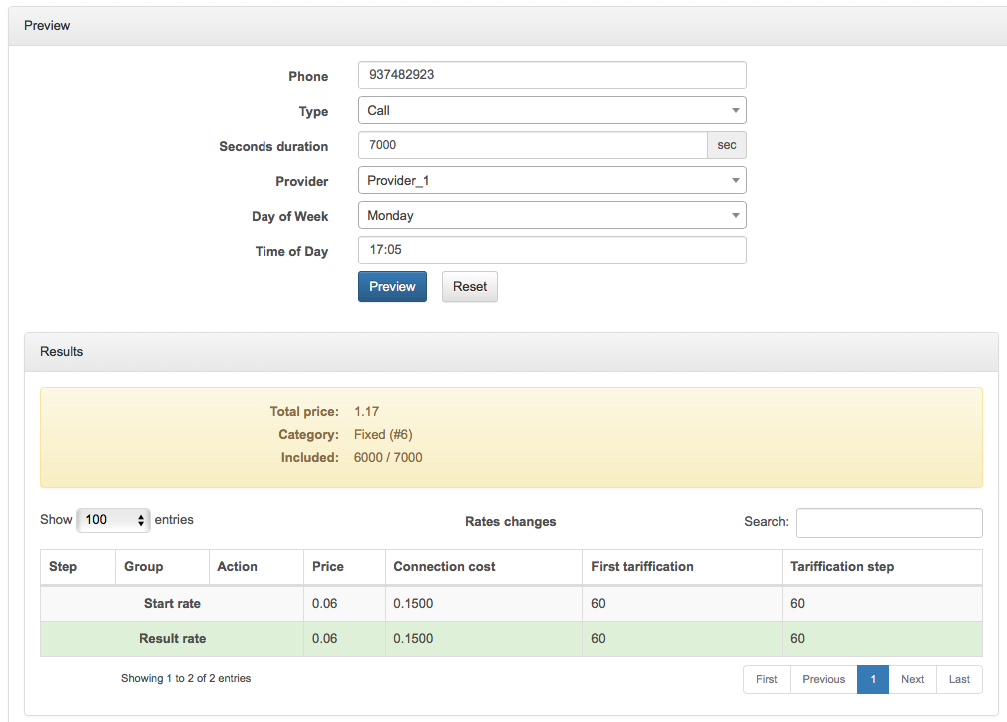 Preview
Phone 937482923
Type Call
Seconds duration 7000 sec
Provider Provider_1
Day of Week Monday
Time of Day 17:05
Preview Reset
Results
Total price: 1.17
Category: Fixed (#6)
Included: 6000 / 7000
Show 100 entries Rates changes Search:
Step Group Action Price Connection cost First tariffication Tariffication step
Start rate 0.06 0.1500 60 60
Result rate 0.06 0.1500 60 60
Showing 1 to 2 of 2 entries First Previous 1 Next Last